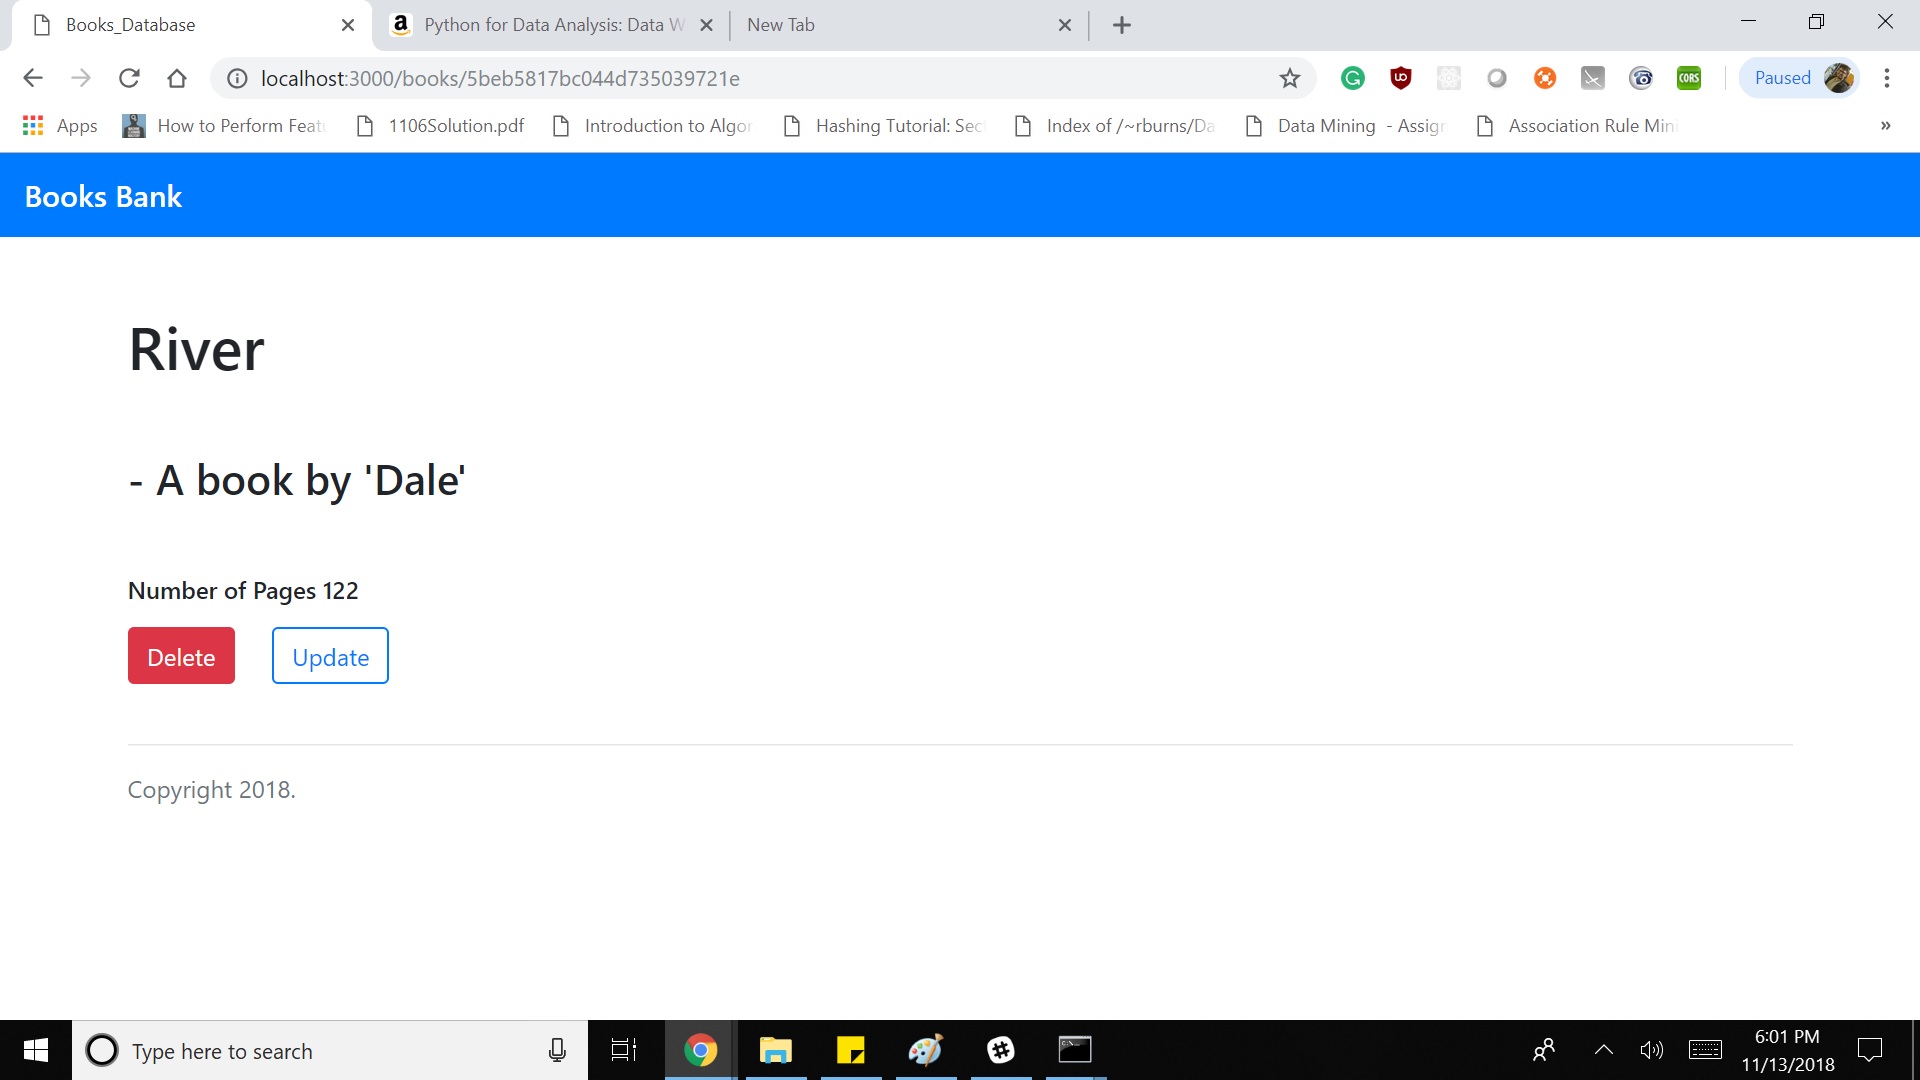 Books_Database
Python for Data Analysis: Data W
New Tab
localhost:3000/books/5beb5817bc044d735039721e
CORS
Paused
Apps
How to Perform Featu
1106Solution.pdf
Introduction to Algor
Hashing Tutorial: Sec
Index of /~rburns/Da
Data Mining - Assign
Association Rule Mini
»
Books Bank
River
- A book by 'Dale'
Number of Pages 122
Delete
Update
Copyright 2018.
Type here to search
6:01 PM
11/13/2018